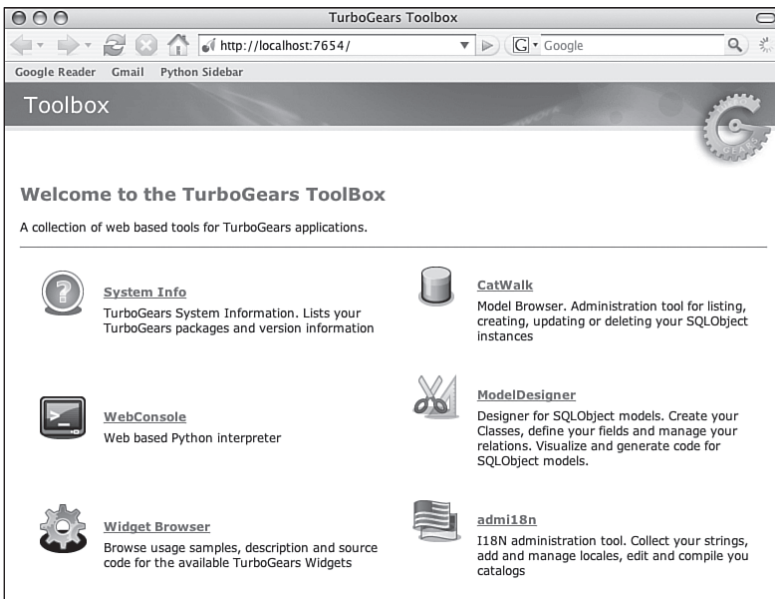 TurboGears Toolbox
http://localhost:7654/
G
Google
Google Reader Gmail Python Sidebar
Toolbox
Welcome to the TurboGears ToolBox
A collection of web based tools for TurboGears applications.
System Info
TurboGears System Information. Lists your
TurboGears packages and version information
CatWalk
Model Browser. Administration tool for listing,
creating, updating or deleting your SQLObject
instances
WebConsole
Web based Python interpreter
ModelDesigner
Designer for SQLObject models. Create your
Classes, define your fields and manage your
relations. Visualize and generate code for
SQLObject models.
Widget Browser
Browse usage samples, description and source
code for the available TurboGears Widgets
admi18n
I18N administration tool. Collect your strings,
add and manage locales, edit and compile you
catalogs